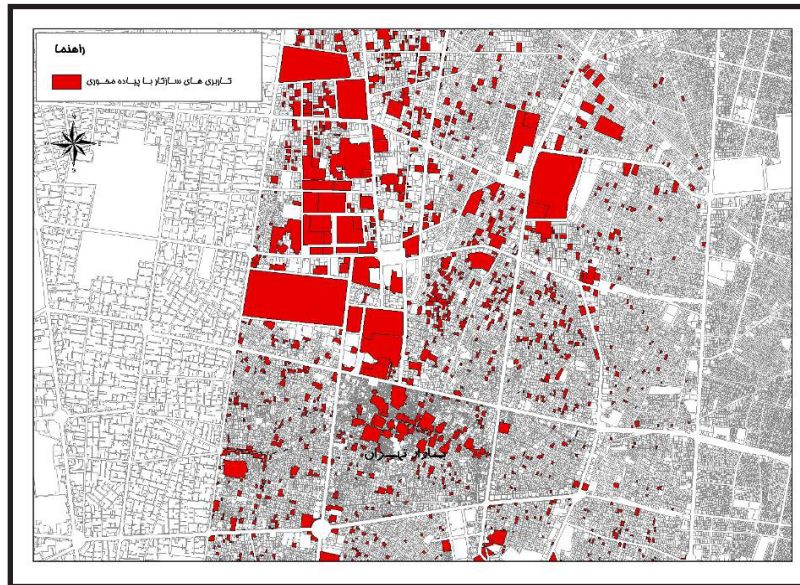 راهنما
کاربری های سازگار با پیاده محوری
N
W
E
S
بازار تهران